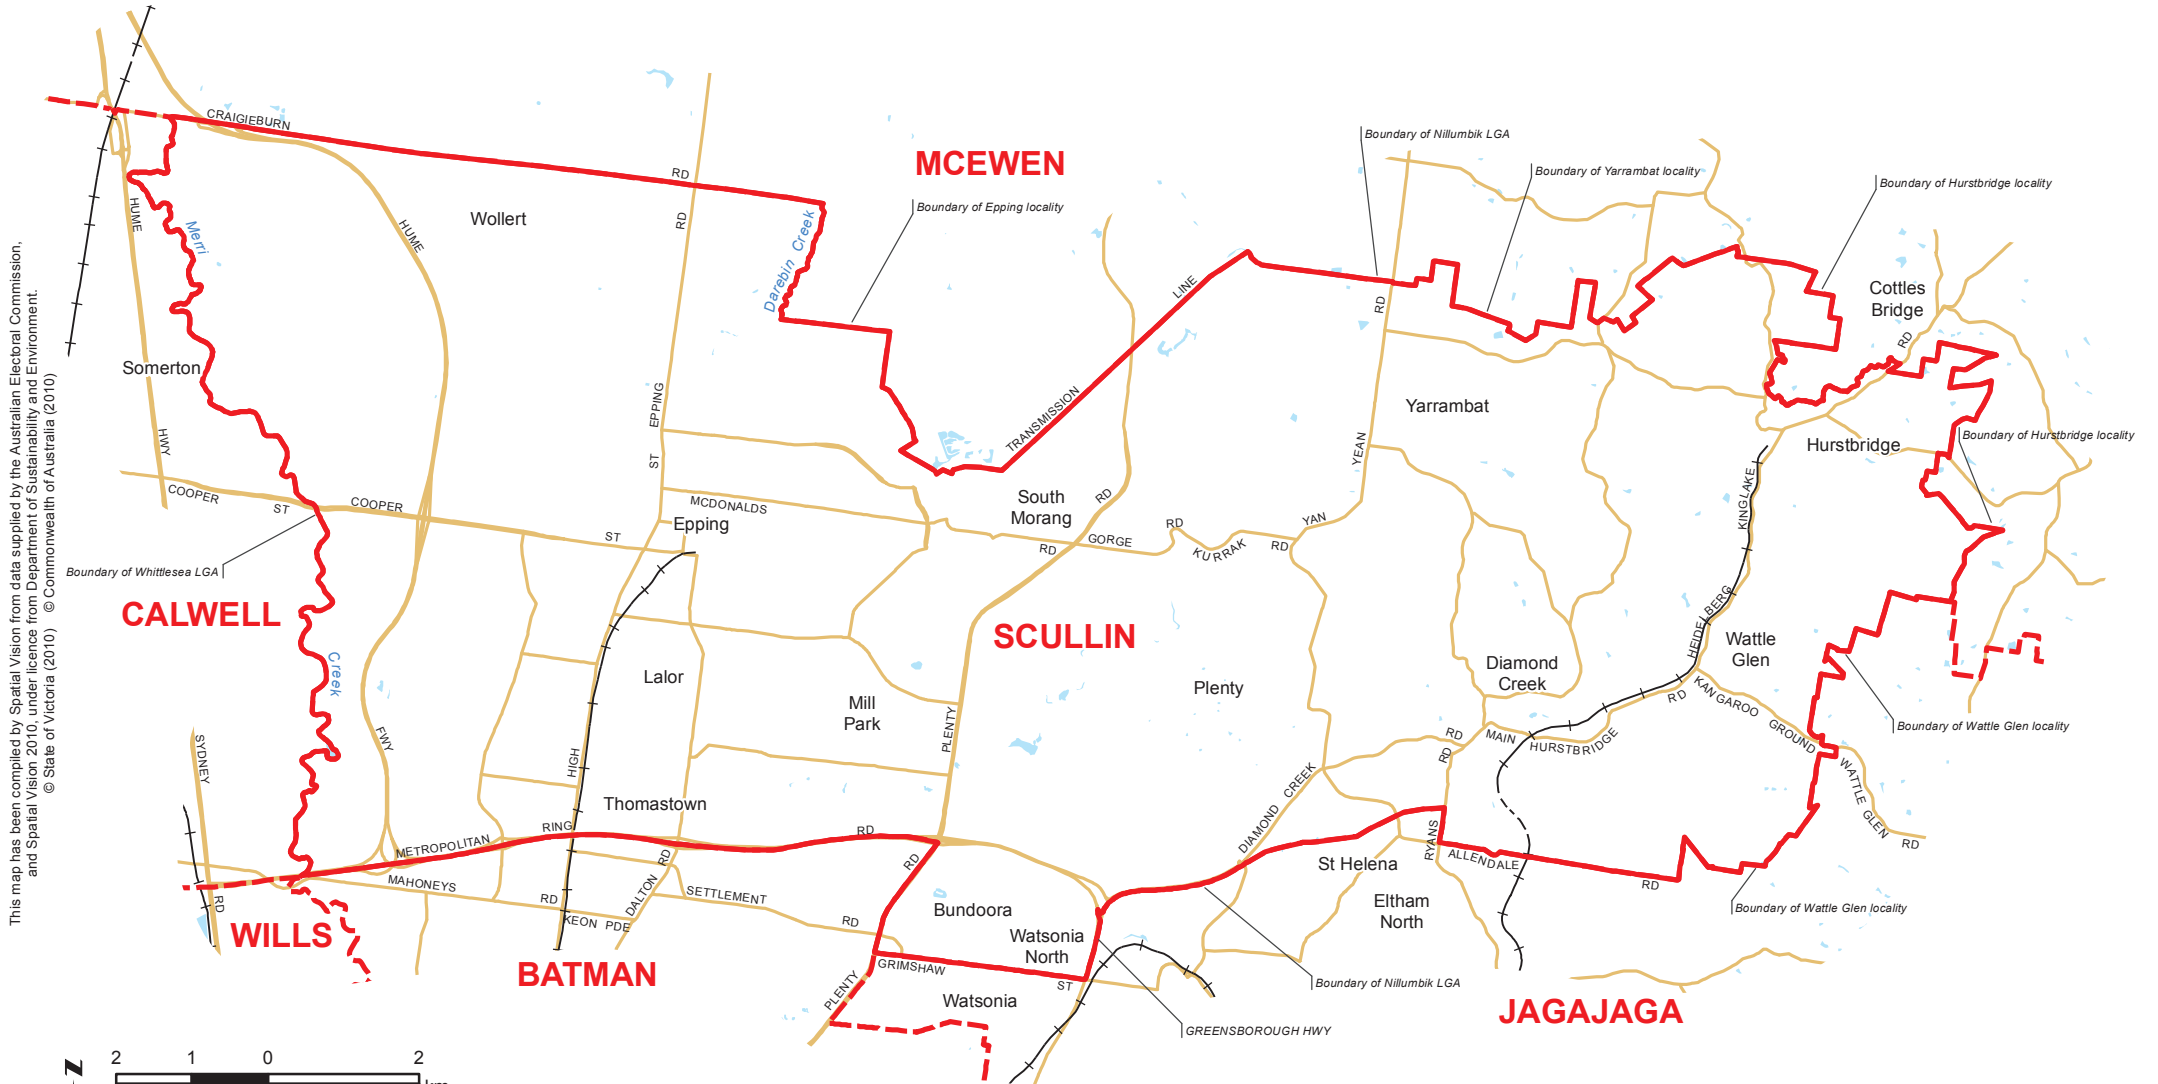 This map has been compiled by Spatial Vision from data supplied by the Australian Electoral Commission,
and Spatial Vision 2010, under licence from Department of Sustainability and Environment.
© State of Victoria (2010) © Commonwealth of Australia (2010)
CRAIGIEBURN
RD
MCEWEN
Boundary of Nillumbik LGA
Boundary of Yarrambat locality
Boundary of Hurstbridge locality
Boundary of Epping locality
HUME
Merri
Wollert
HUME
RD
Darebin Creek
LINE
RD
Cottles
Bridge
RD
Somerton
EPPING
TRANSMISSION
Yarrambat
HWY
ST
YEAN
Hurstbridge
Boundary of Hurstbridge locality
KINGLAKE
COOPER
ST
COOPER
ST
MCDONALDS
Epping
South
Morang
RD
RD
GORGE
RD
KURRAK
RD
YAN
Boundary of Whittlesea LGA
CALWELL
SCULLIN
HEIDELBERG
Wattle
Glen
Creek
Lalor
Mill
Park
Plenty
Diamond
Creek
RD
KANGAROO
GROUND
Boundary of Wattle Glen locality
SYDNEY
FWY
HIGH
PLENTY
RD
MAIN
HURSTBRIDGE
RD
WATTLE
GLEN
RD
Thomastown
DIAMOND
CREEK
METROPOLITAN
RING
RD
RD
RD
RYANS
ALLENDALE
RD
St Helena
MAHONEYS
RD
KEON PDE
DALTON
SETTLEMENT
RD
RD
Bundoora
Eltham
North
Boundary of Wattle Glen locality
WILLS
BATMAN
Watsonia
North
GRIMSHAW
ST
PLENTY
Watsonia
Boundary of Nillumbik LGA
JAGAJAGA
GREENSBOROUGH HWY
2 1 0 2
km
N